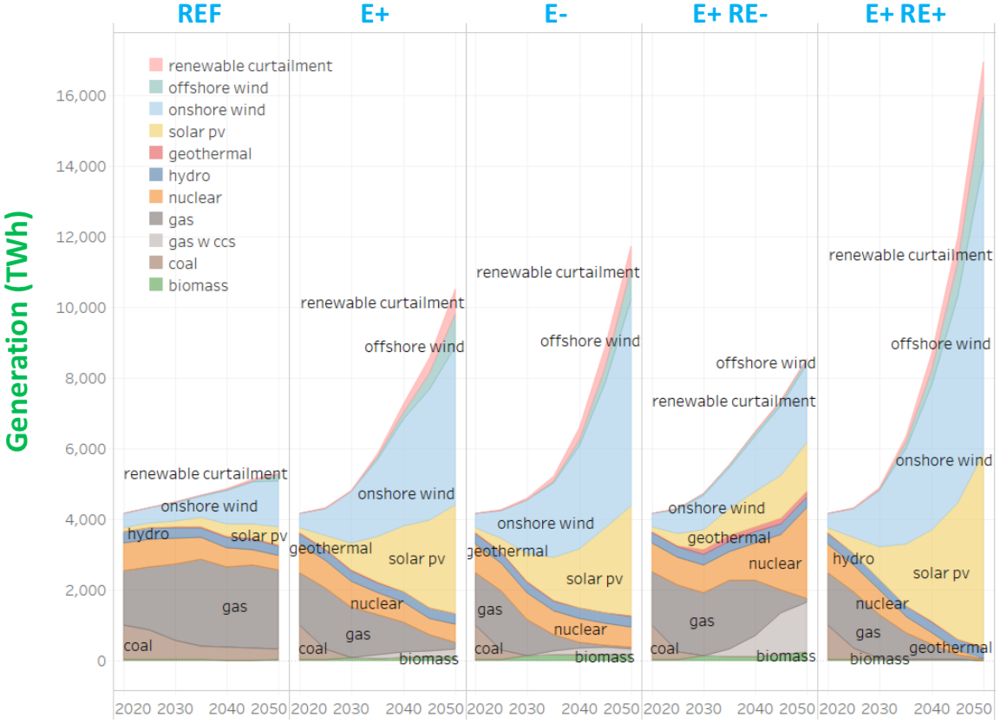 REF E+ E- E+ RE- E+ RE+
Generation (TWh)
16,000
14,000
12,000
10,000
8,000
6,000
4,000
2,000
0
renewable curtailment
offshore wind
onshore wind
solar pv
geothermal
hydro
nuclear
gas
gas w ccs
coal
biomass
renewable curtailment
onshore wind
hydro
solar pv
gas
coal
renewable curtailment
offshore wind
onshore wind
geothermal
solar pv
nuclear
gas
coal
biomass
renewable curtailment
offshore wind
onshore wind
geothermal
solar pv
gas
nuclear
coal
biomass
offshore wind
renewable curtailment
onshore wind
geothermal
nuclear
gas
coal
biomass
renewable curtailment
offshore wind
onshore wind
hydro
solar pv
nuclear
gas
geothermal
coal
biomass
2020 2030 2040 2050 2020 2030 2040 2050 2020 2030 2040 2050 2020 2030 2040 2050 2020 2030 2040 2050